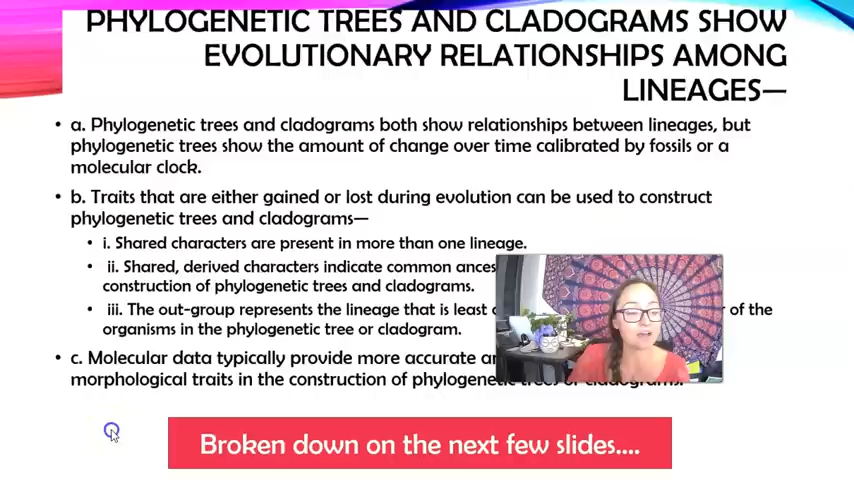 PHYLOGENETIC TREES AND CLADOGRAMS SHOW
EVOLUTIONARY RELATIONSHIPS AMONG
LINEAGES—
• a. Phylogenetic trees and cladograms both show relationships between lineages, but
phylogenetic trees show the amount of change over time calibrated by fossils or a
molecular clock.
• b. Traits that are either gained or lost during evolution can be used to construct
phylogenetic trees and cladograms—
• i. Shared characters are present in more than one lineage.
• ii. Shared, derived characters indicate common
construction of phylogenetic trees and cladograms.
• iii. The out-group represents the lineage that is least of the
organisms in the phylogenetic tree or cladogram.
• c. Molecular data typically provide more accurate
morphological traits in the construction of phylogenetic trees or cladograms.
Broken down on the next few slides....